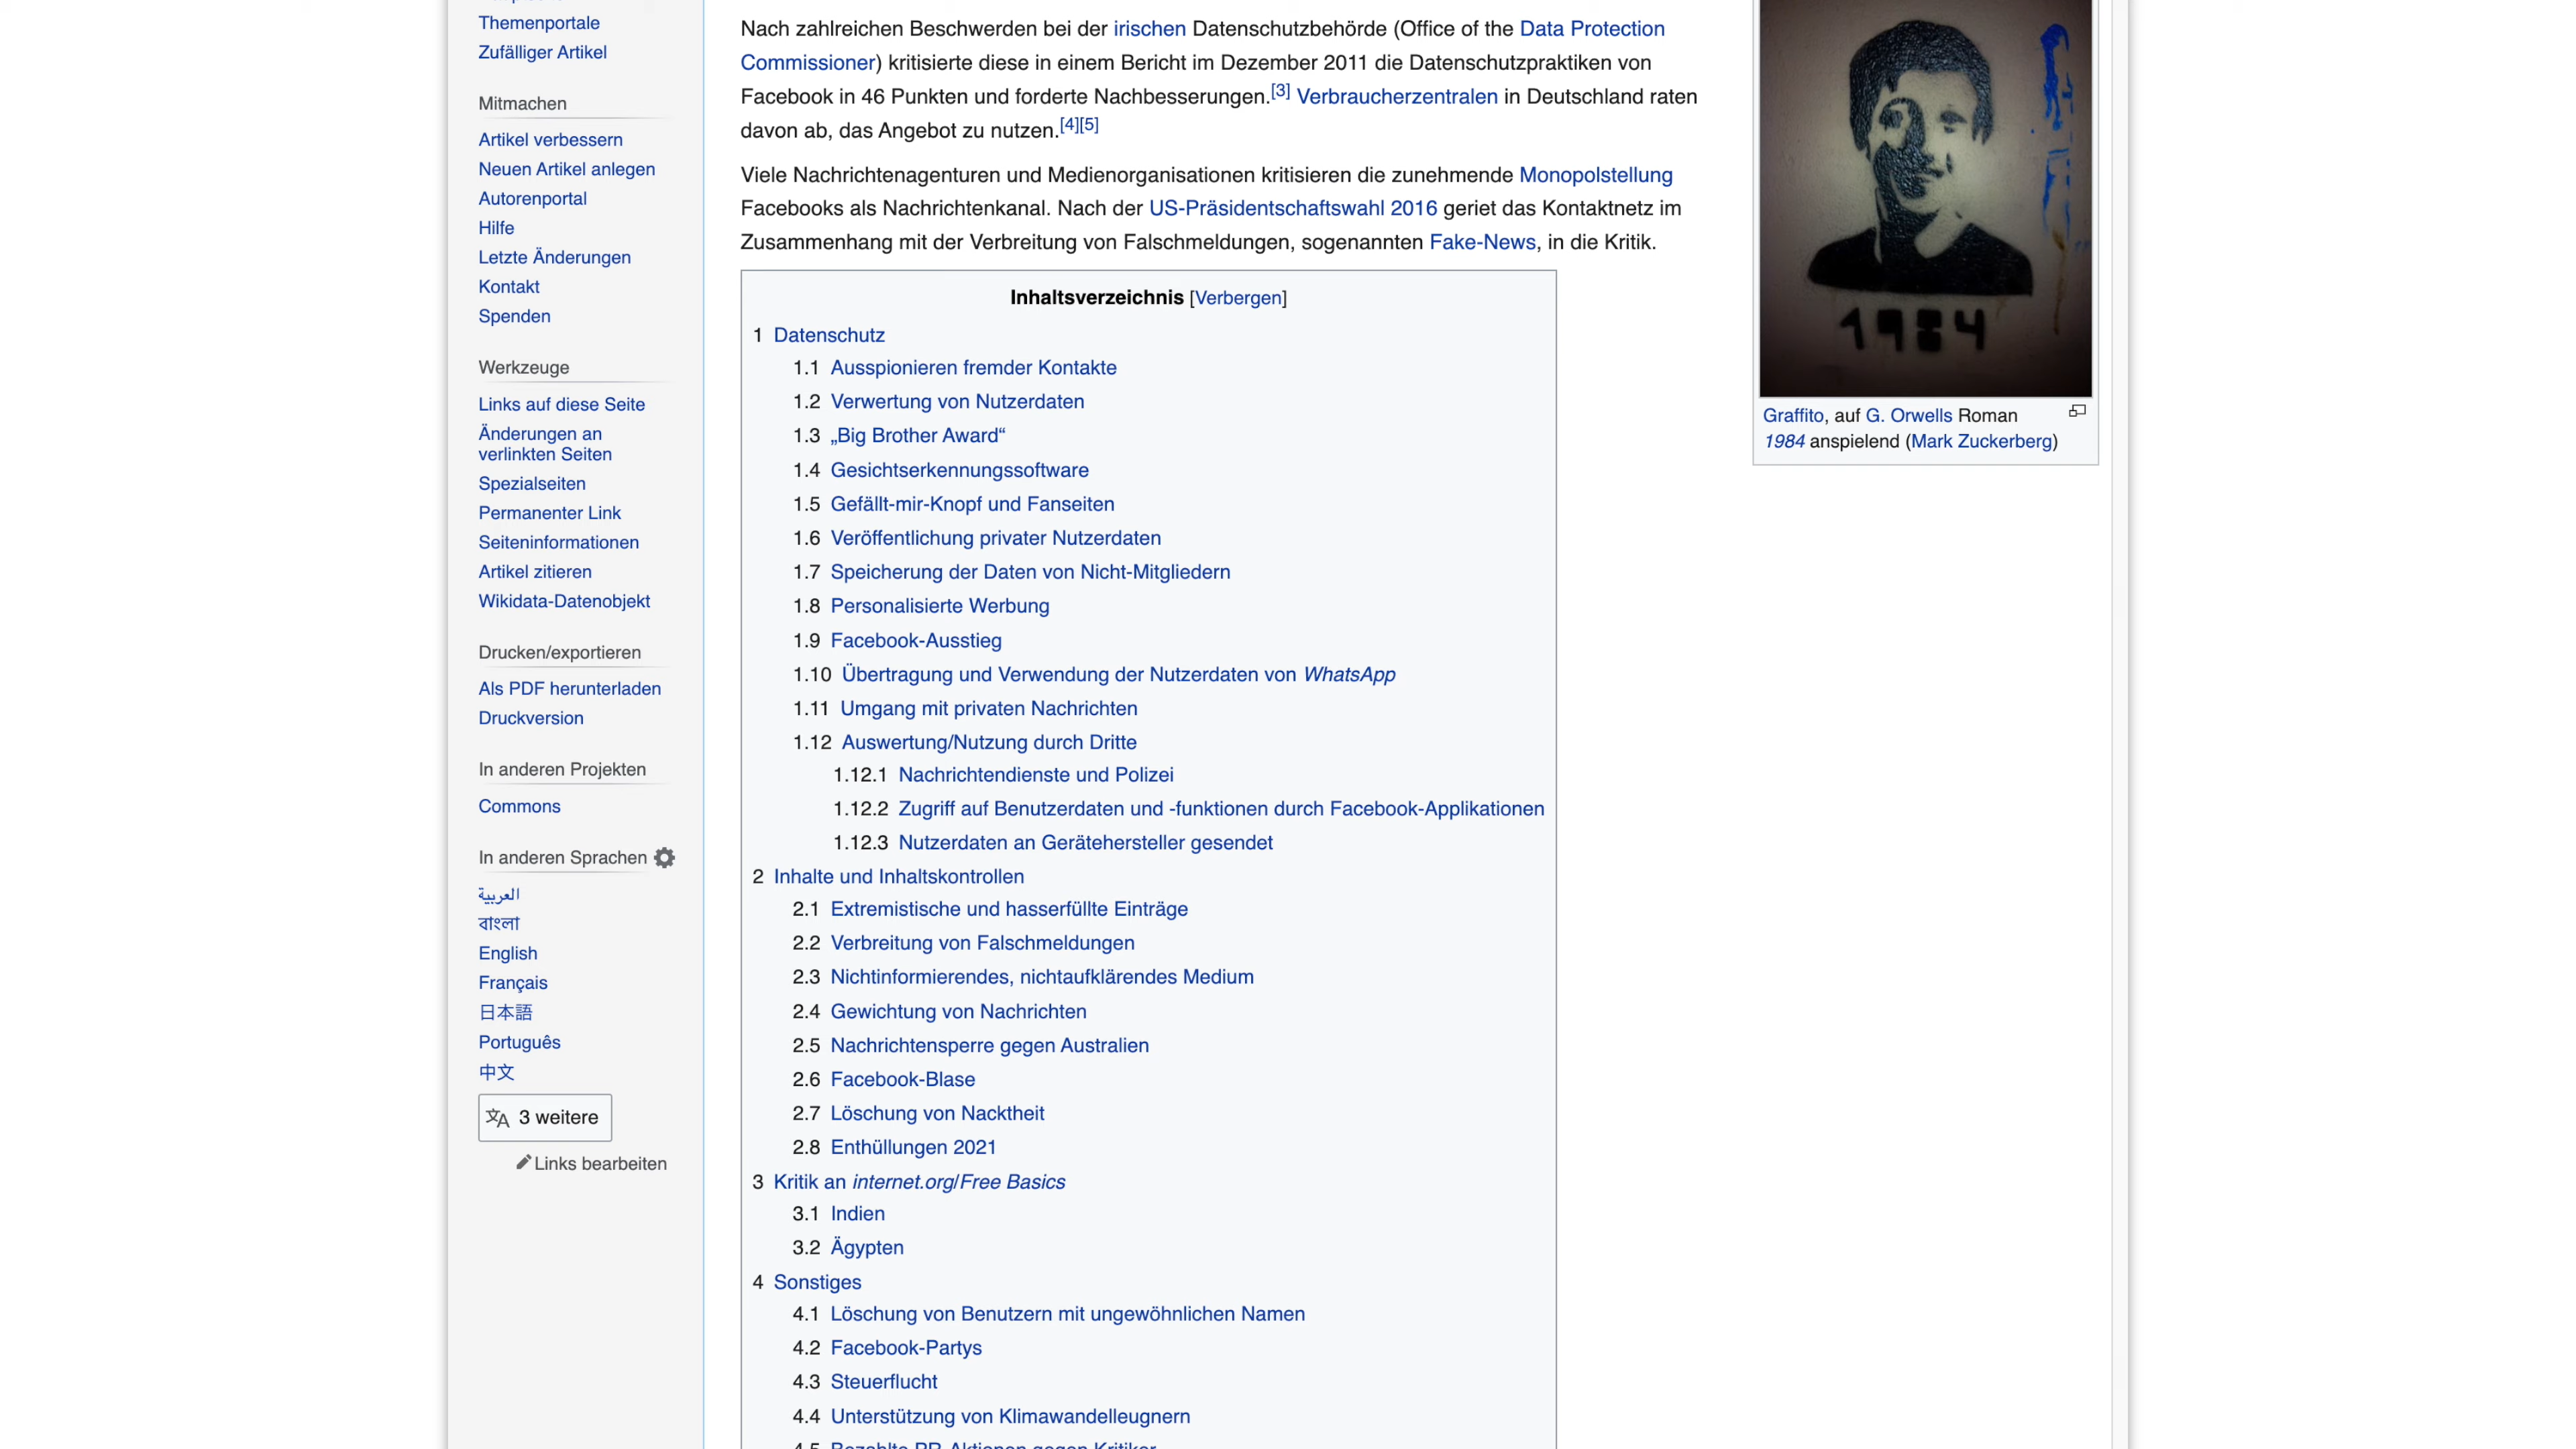 Themenportale
Zufälliger Artikel
Mitmachen
Artikel verbessern
Neuen Artikel anlegen
Autorenportal
Hilfe
Letzte Änderungen
Kontakt
Spenden
Werkzeuge
Links auf diese Seite
Änderungen an
verlinkten Seiten
Spezialseiten
Permanenter Link
Seiteninformationen
Artikel zitieren
Wikidata-Datenobjekt
Drucken/exportieren
Als PDF herunterladen
Druckversion
In anderen Projekten
Commons
In anderen Sprachen
العربية
বাংলা
English
Français
日本語
Português
中文
3 weitere
Links bearbeiten
Nach zahlreichen Beschwerden bei der irischen Datenschutzbehörde (Office of the Data Protection
Commissioner) kritisierte diese in einem Bericht im Dezember 2011 die Datenschutzpraktiken von
Facebook in 46 Punkten und forderte Nachbesserungen.[3] Verbraucherzentralen in Deutschland raten
davon ab, das Angebot zu nutzen.[4][5]
Viele Nachrichtenagenturen und Medienorganisationen kritisieren die zunehmende Monopolstellung
Facebooks als Nachrichtenkanal. Nach der US-Präsidentschaftswahl 2016 geriet das Kontaktnetz im
Zusammenhang mit der Verbreitung von Falschmeldungen, sogenannten Fake-News, in die Kritik.
Inhaltsverzeichnis [Verbergen]
1 Datenschutz
1.1 Ausspionieren fremder Kontakte
1.2 Verwertung von Nutzerdaten
1.3 „Big Brother Award“
1.4 Gesichtserkennungssoftware
1.5 Gefällt-mir-Knopf und Fanseiten
1.6 Veröffentlichung privater Nutzerdaten
1.7 Speicherung der Daten von Nicht-Mitgliedern
1.8 Personalisierte Werbung
1.9 Facebook-Ausstieg
1.10 Übertragung und Verwendung der Nutzerdaten von WhatsApp
1.11 Umgang mit privaten Nachrichten
1.12 Auswertung/Nutzung durch Dritte
1.12.1 Nachrichtendienste und Polizei
1.12.2 Zugriff auf Benutzerdaten und -funktionen durch Facebook-Applikationen
1.12.3 Nutzerdaten an Gerätehersteller gesendet
2 Inhalte und Inhaltskontrollen
2.1 Extremistische und hasserfüllte Einträge
2.2 Verbreitung von Falschmeldungen
2.3 Nichtinformierendes, nichtaufklärendes Medium
2.4 Gewichtung von Nachrichten
2.5 Nachrichtensperre gegen Australien
2.6 Facebook-Blase
2.7 Löschung von Nacktheit
2.8 Enthüllungen 2021
3 Kritik an internet.org/Free Basics
3.1 Indien
3.2 Ägypten
4 Sonstiges
4.1 Löschung von Benutzern mit ungewöhnlichen Namen
4.2 Facebook-Partys
4.3 Steuerflucht
4.4 Unterstützung von Klimawandelleugnern
4.5 Bezahlte PR-Aktionen gegen Kritiker
1984
Graffito, auf G. Orwells Roman
1984 anspielend (Mark Zuckerberg)